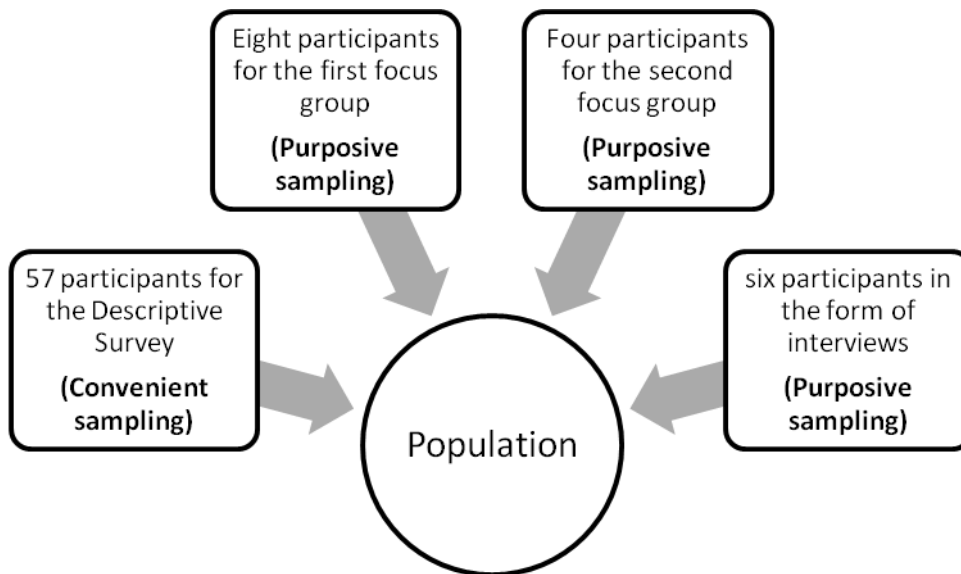 57 participants for
the Descriptive
Survey
(Convenient
sampling)
Eight participants
for the first focus
group
(Purposive
sampling)
Four participants
for the second
focus group
(Purposive
sampling)
six participants in
the form of
interviews
(Purposive
sampling)
Population